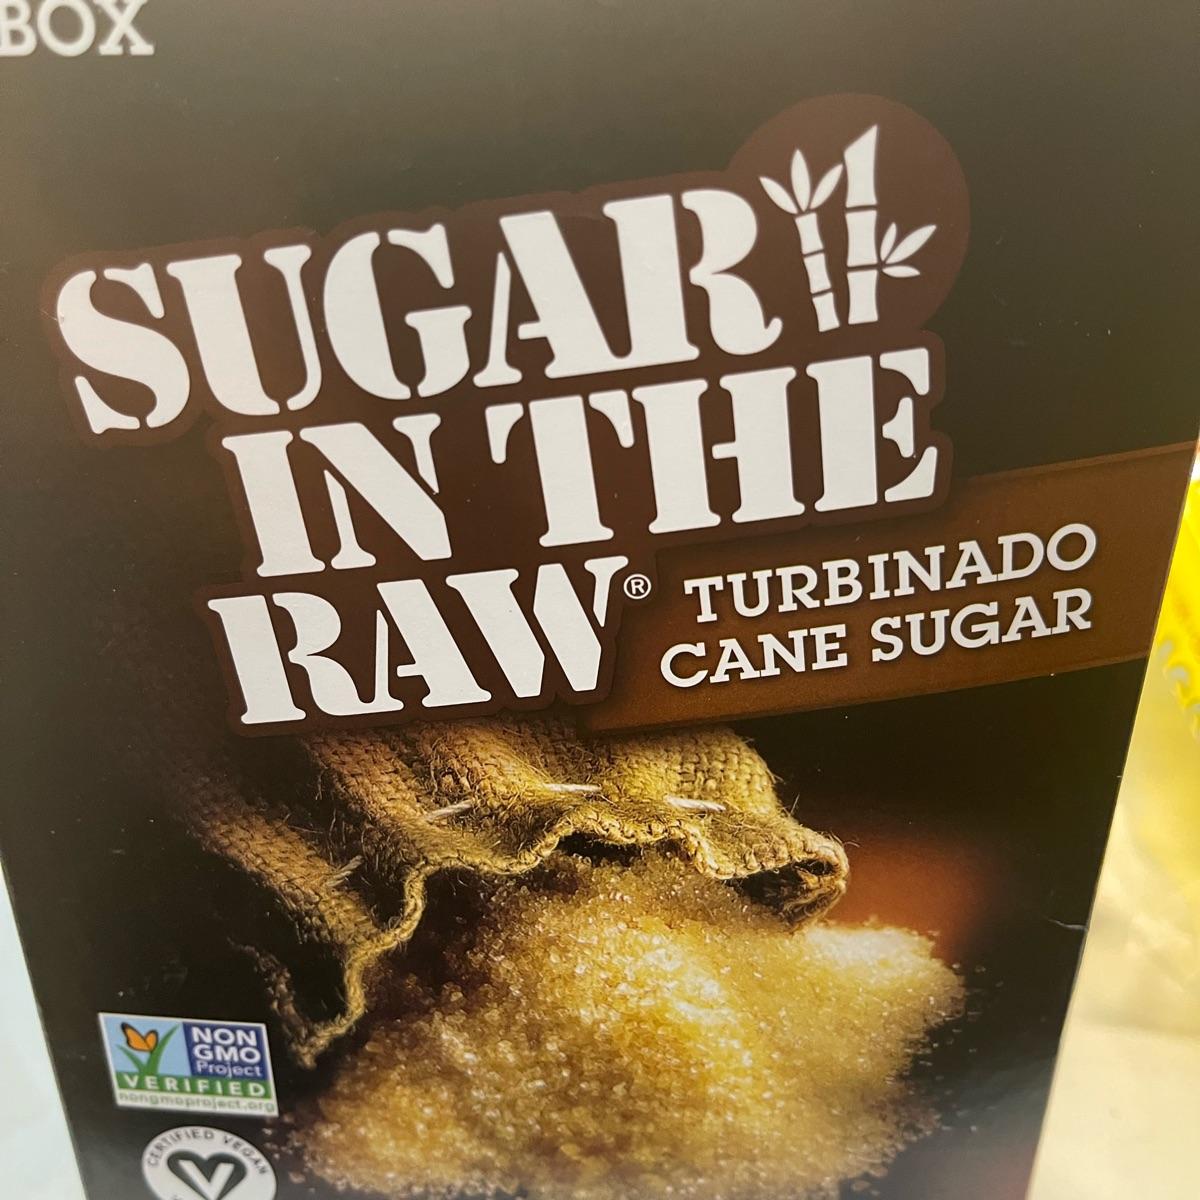 BOX
SUGAR
IN THE
RAW®
TURBINADO
CANE SUGAR
NON
GMO
Project
VERIFIED
nongmoproject.org
CERTIFIED VEGAN